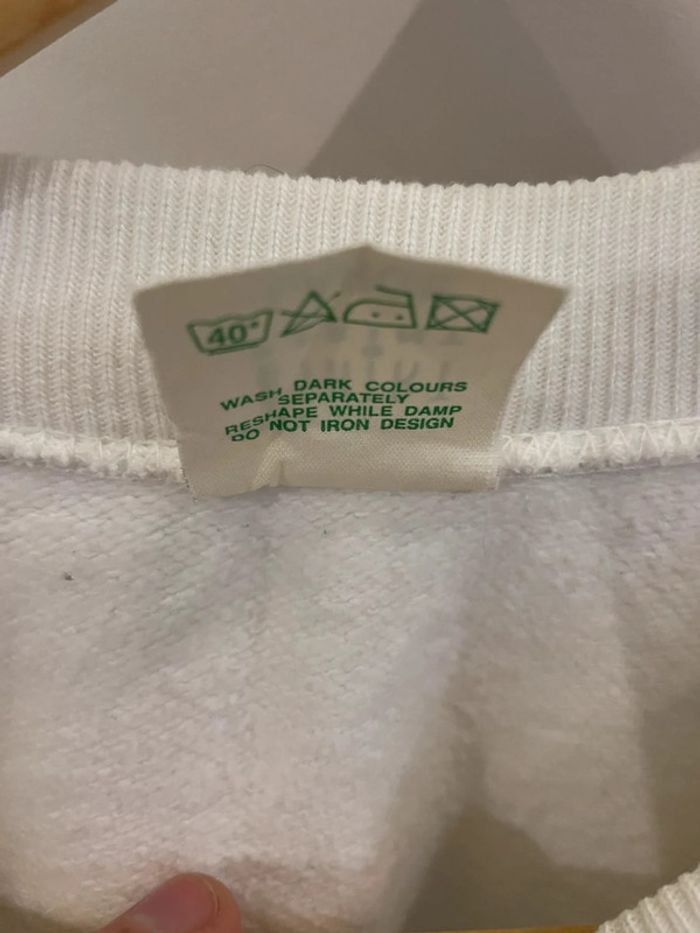 40°
WASH DARK COLOURS
SEPARATELY
RESHAPE WHILE DAMP
DO NOT IRON DESIGN